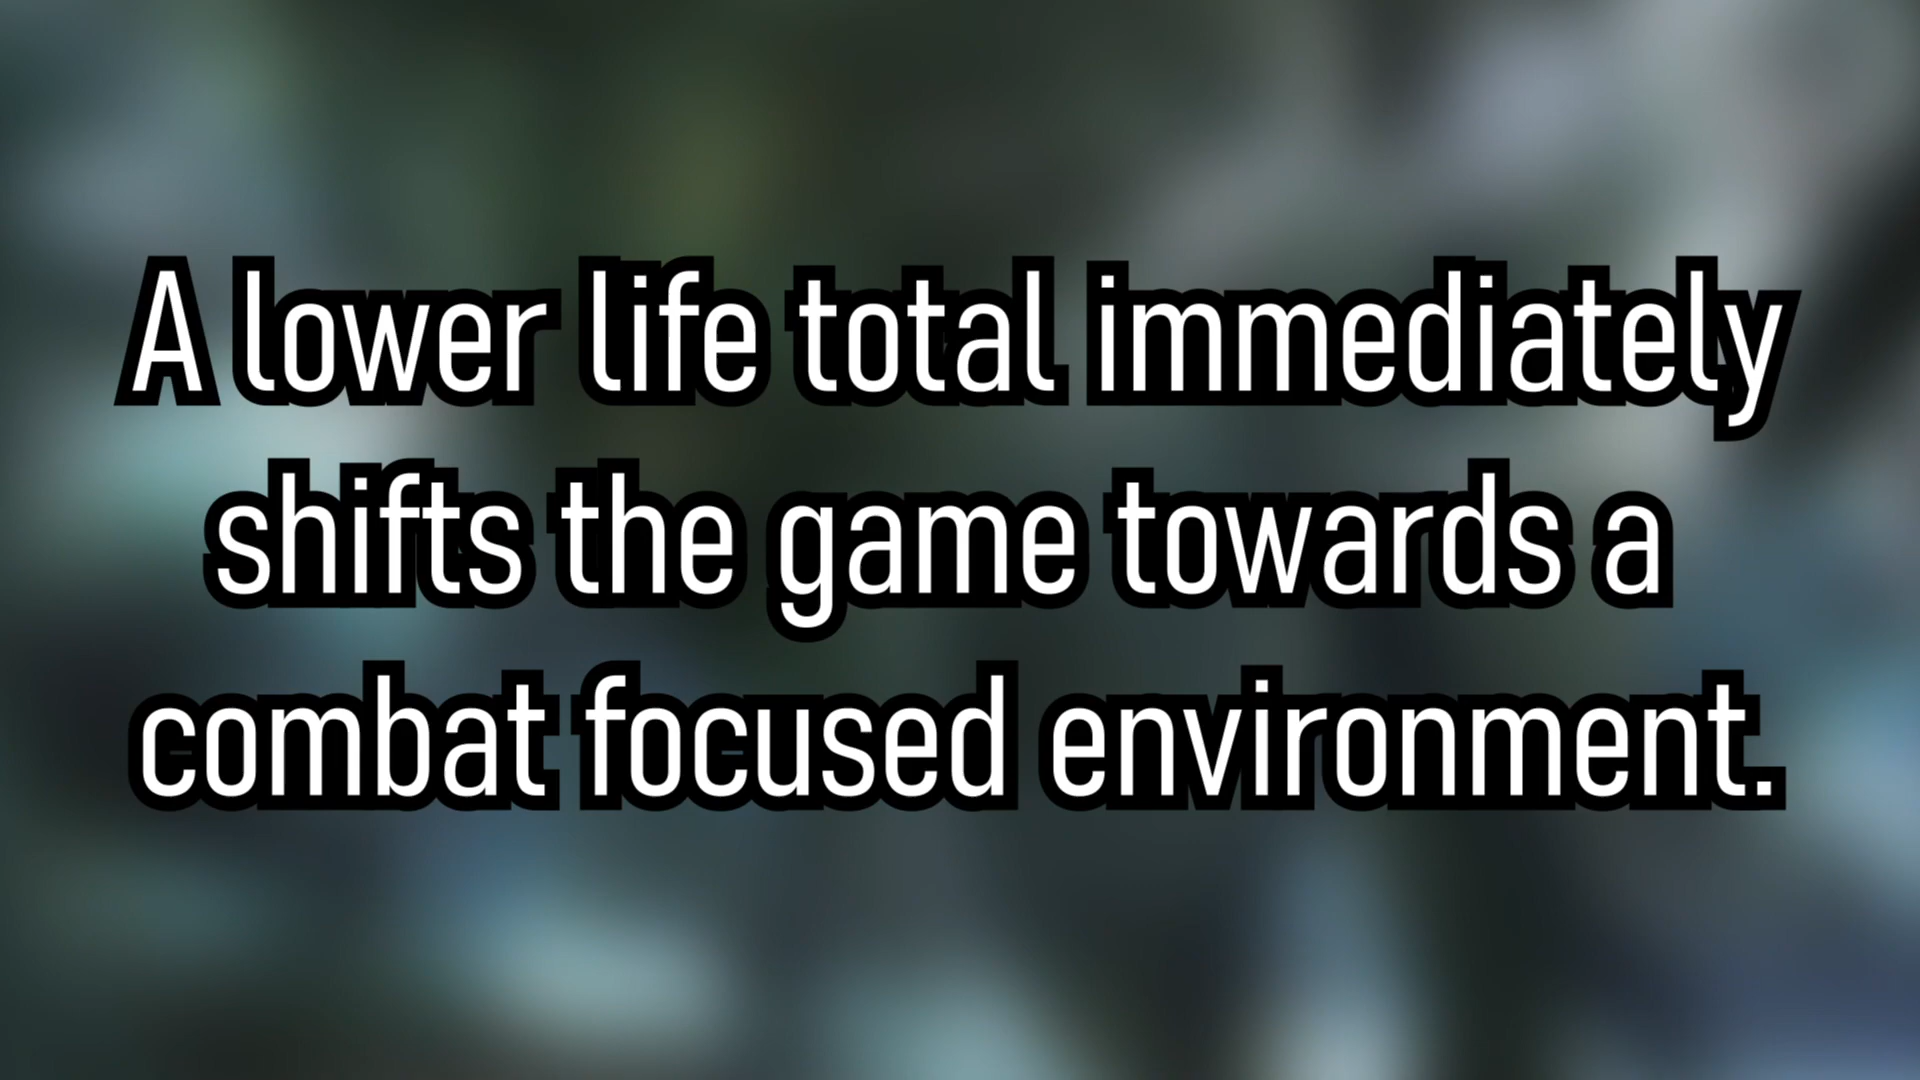 A lower life total immediately
shifts the game towards a
combat focused environment.